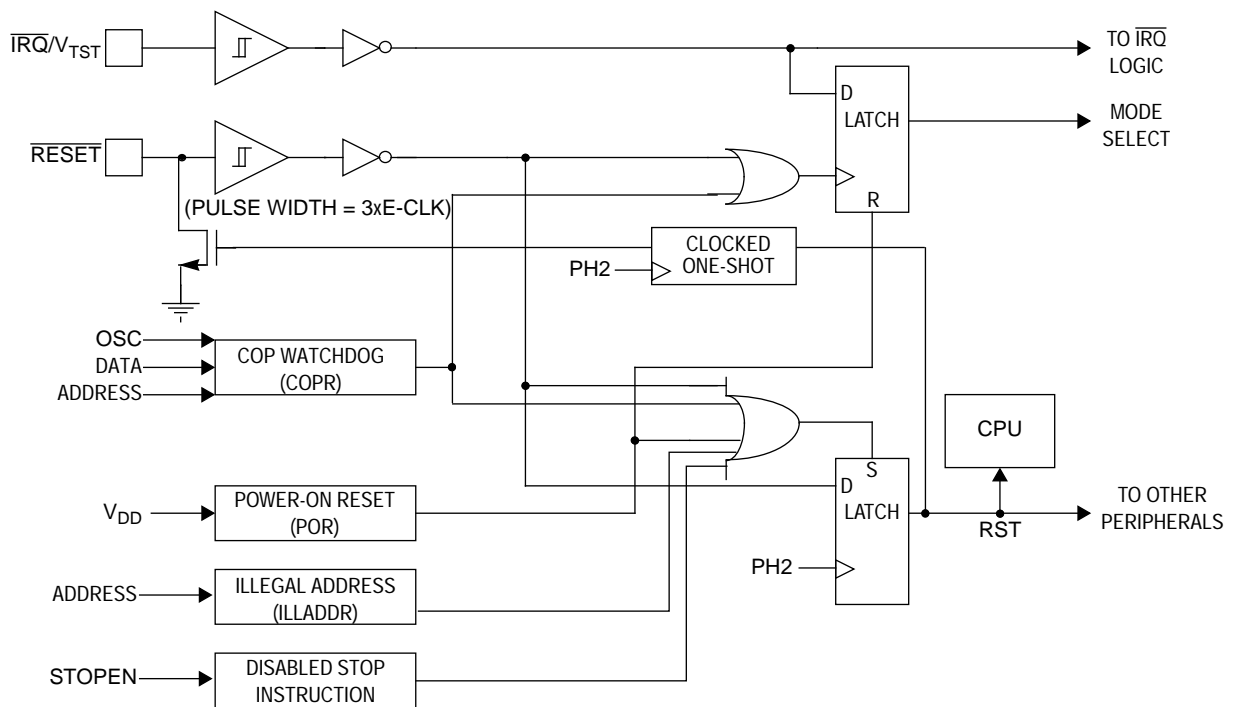 IRQ/VTST
TO IRQ
LOGIC
D
LATCH
R
MODE
SELECT
RESET
(PULSE WIDTH = 3xE-CLK)
CLOCKED
ONE-SHOT
PH2
OSC
DATA
ADDRESS
COP WATCHDOG
(COPR)
CPU
S
D
LATCH
PH2
RST
TO OTHER
PERIPHERALS
VDD
POWER-ON RESET
(POR)
ADDRESS
ILLEGAL ADDRESS
(ILLADDR)
STOPEN
DISABLED STOP
INSTRUCTION